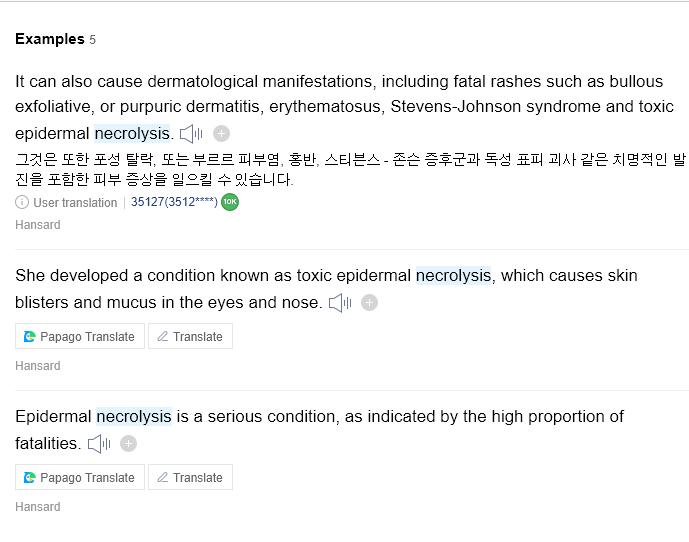 Examples 5
It can also cause dermatological manifestations, including fatal rashes such as bullous
exfoliative, or purpuric dermatitis, erythematosus, Stevens-Johnson syndrome and toxic
epidermal necrolysis.
그것은 또한 포성 탈락, 또는 부르르 피부염, 홍반, 스티븐스 - 존슨 증후군과 독성 표피 괴사 같은 치명적인 발
진을 포함한 피부 증상을 일으킬 수 있습니다.
User translation | 35127(3512****) 10K
Hansard
She developed a condition known as toxic epidermal necrolysis, which causes skin
blisters and mucus in the eyes and nose.
Papago Translate Translate
Hansard
Epidermal necrolysis is a serious condition, as indicated by the high proportion of
fatalities.
Papago Translate Translate
Hansard